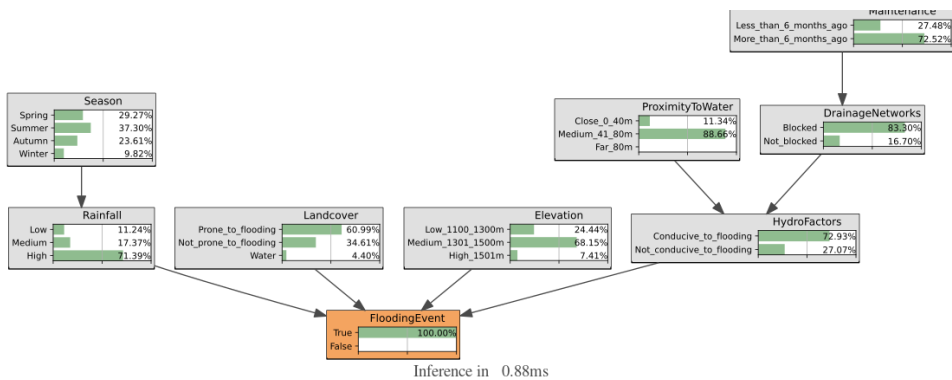 Maintenance
Less_than_6_months_ago 27.48%
More_than_6_months_ago 72.52%
Season
Spring 29.27%
Summer 37.30%
Autumn 23.61%
Winter 9.82%
ProximityToWater
Close_0_40m 11.34%
Medium_41_80m 88.66%
Far_80m
DrainageNetworks
Blocked 83.30%
Not_blocked 16.70%
Rainfall
Low 11.24%
Medium 17.37%
High 71.39%
Landcover
Prone_to_flooding 60.99%
Not_prone_to_flooding 34.61%
Water 4.40%
Elevation
Low_1100_1300m 24.44%
Medium_1301_1500m 68.15%
High_1501m 7.41%
HydroFactors
Conducive_to_flooding 72.93%
Not_conducive_to_flooding 27.07%
FloodingEvent
True 100.00%
False
Inference in 0.88ms